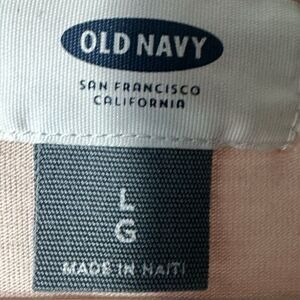 OLD NAVY
SAN FRANCISCO
CALIFORNIA
L
G
MADE IN HAITI